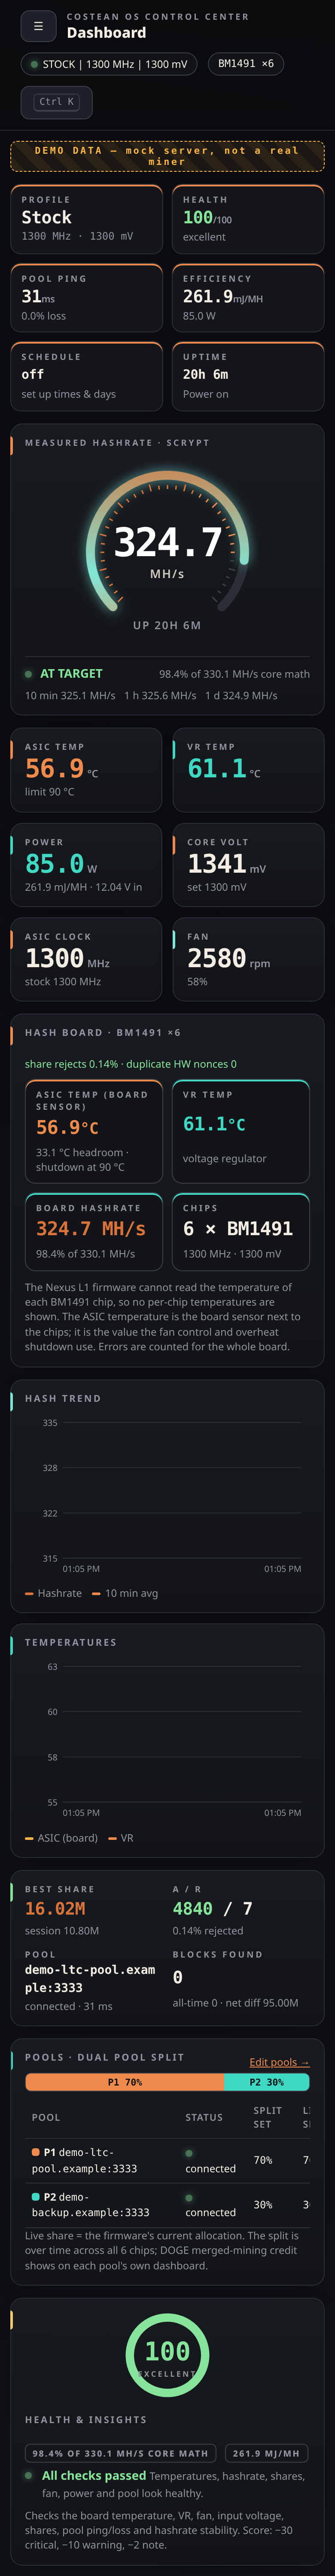 ☰
COSTEAN OS CONTROL CENTER
Dashboard
STOCK | 1300 MHz | 1300 mV
BM1491 ×6
Ctrl K
DEMO DATA — mock server, not a real
miner
PROFILE
Stock
1300 MHz · 1300 mV
HEALTH
100/100
excellent
POOL PING
31ms
0.0% loss
EFFICIENCY
261.9mJ/MH
85.0 W
SCHEDULE
off
set up times & days
UPTIME
20h 6m
Power on
MEASURED HASHRATE · SCRYPT
324.7
MH/s
UP 20H 6M
AT TARGET
98.4% of 330.1 MH/s core math
10 min 325.1 MH/s 1 h 325.6 MH/s 1 d 324.9 MH/s
ASIC TEMP
56.9 °C
limit 90 °C
VR TEMP
61.1 °C
POWER
85.0 W
261.9 mJ/MH · 12.04 V in
CORE VOLT
1341 mV
set 1300 mV
ASIC CLOCK
1300 MHz
stock 1300 MHz
FAN
2580 rpm
58%
HASH BOARD · BM1491 ×6
share rejects 0.14% · duplicate HW nonces 0
ASIC TEMP (BOARD
SENSOR)
56.9°C
33.1 °C headroom ·
shutdown at 90 °C
VR TEMP
61.1°C
voltage regulator
BOARD HASHRATE
324.7 MH/s
98.4% of 330.1 MH/s
CHIPS
6 × BM1491
1300 MHz · 1300 mV
The Nexus L1 firmware cannot read the temperature of
each BM1491 chip, so no per-chip temperatures are
shown. The ASIC temperature is the board sensor next to
the chips; it is the value the fan control and overheat
shutdown use. Errors are counted for the whole board.
HASH TREND
335
328
322
315
01:05 PM
01:05 PM
Hashrate
10 min avg
TEMPERATURES
63
60
58
55
01:05 PM
01:05 PM
ASIC (board)
VR
BEST SHARE
16.02M
session 10.80M
A / R
4840 / 7
0.14% rejected
POOL
demo-ltc-pool.exam
ple:3333
connected · 31 ms
BLOCKS FOUND
0
all-time 0 · net diff 95.00M
POOLS · DUAL POOL SPLIT
Edit pools →
P1 70%
P2 30%
POOL
STATUS
SPLIT
SET
P1 demo-ltc-
pool.example:3333
connected
70%
P2 demo-
backup.example:3333
connected
30%
Live share = the firmware's current allocation. The split is
over time across all 6 chips; DOGE merged-mining credit
shows on each pool's own dashboard.
100
EXCELLENT
HEALTH & INSIGHTS
98.4% OF 330.1 MH/S CORE MATH
261.9 MJ/MH
All checks passed Temperatures, hashrate, shares,
fan, power and pool look healthy.
Checks the board temperature, VR, fan, input voltage,
shares, pool ping/loss and hashrate stability. Score: −30
critical, −10 warning, −2 note.